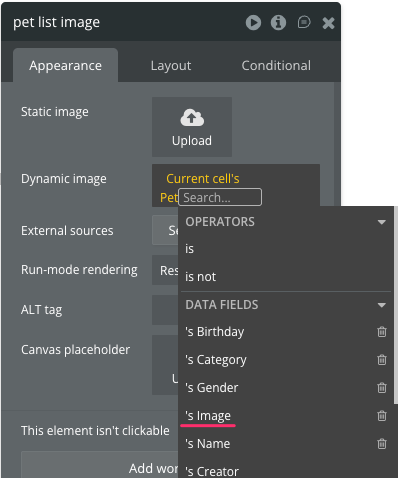 pet list image
Appearance
Layout
Conditional
Static image
Upload
Dynamic image
Current cell's
Pet
Search...
OPERATORS
External sources
is
Run-mode rendering
is not
DATA FIELDS
ALT tag
's Birthday
Canvas placeholder
's Category
's Gender
's Image
This element isn't clickable
's Name
Add wor
's Creator